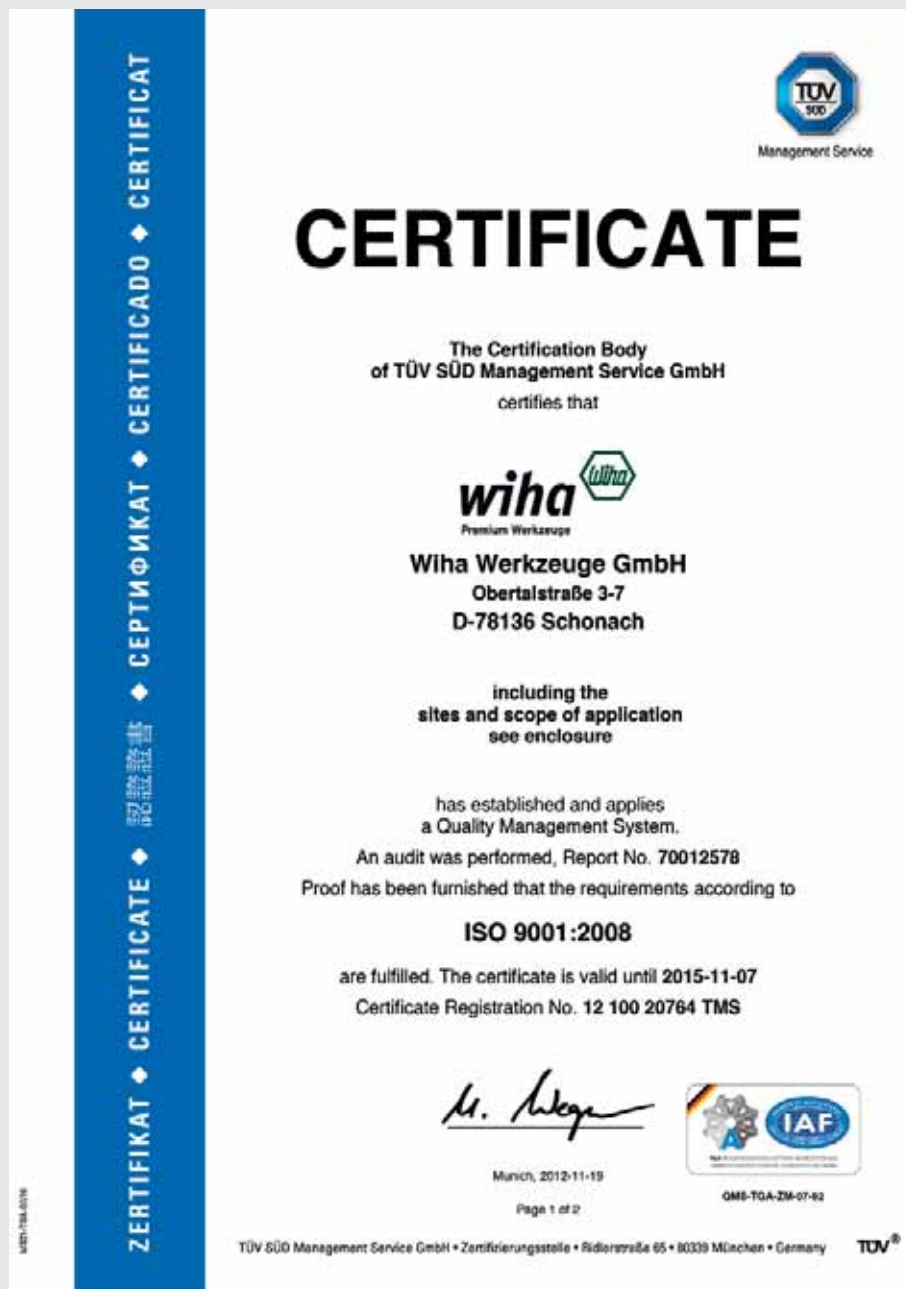 TÜV
SÜD
Management Service
CERTIFICATE
The Certification Body
of TÜV SÜD Management Service GmbH
certifies that
wiha
wiha
Premium Werkzeuge
Wiha Werkzeuge GmbH
Obertalstraße 3-7
D-78136 Schonach
including the
sites and scope of application
see enclosure
has established and applies
a Quality Management System.
An audit was performed, Report No. 70012578
Proof has been furnished that the requirements according to
ISO 9001:2008
are fulfilled. The certificate is valid until 2015-11-07
Certificate Registration No. 12 100 20764 TMS
IAF
Munich, 2012-11-19
QMS-TGA-ZM-07-92
Page 1 of 2
TÜV SÜD Management Service GmbH • Zertifizierungsstelle • Ridlerstraße 65 • 80339 München • Germany TÜV®
ZERTIFIKAT ◆ CERTIFICATE ◆ 認證證書 ◆ СЕРТИФИКАТ ◆ CERTIFICADO ◆ CERTIFICAT